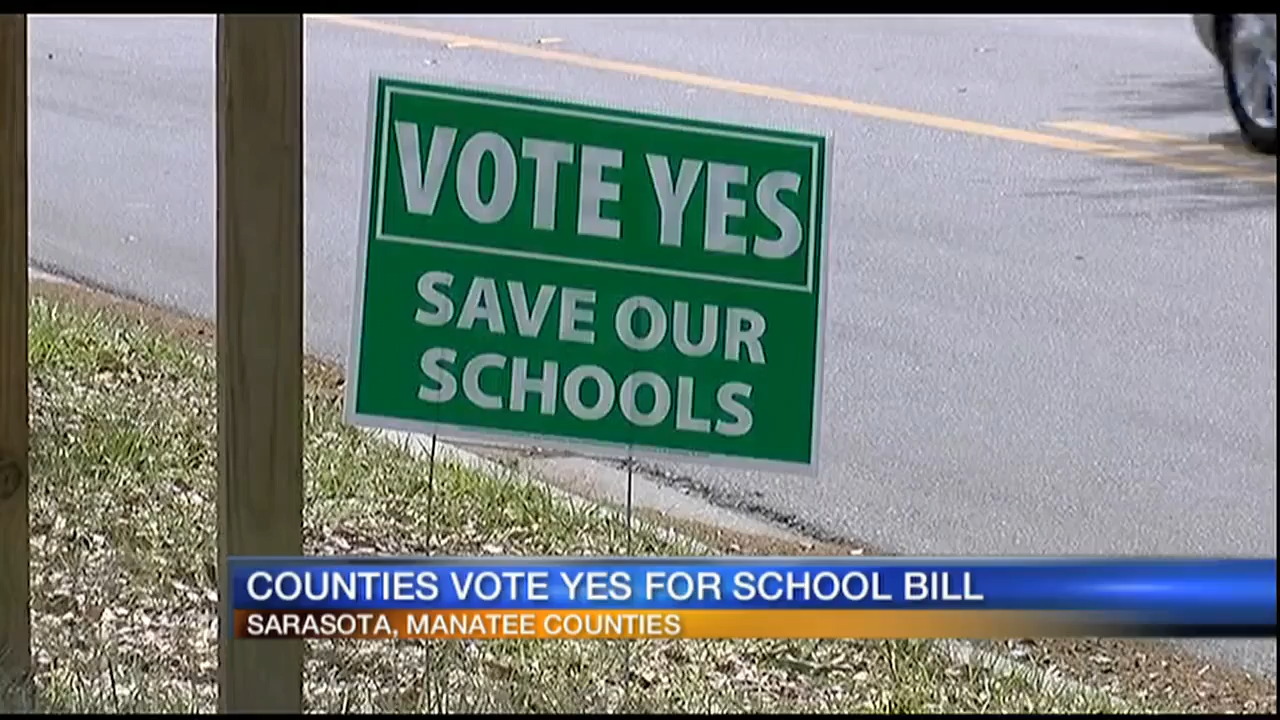 VOTE YES
SAVE OUR
SCHOOLS
COUNTIES VOTE YES FOR SCHOOL BILL
SARASOTA, MANATEE COUNTIES